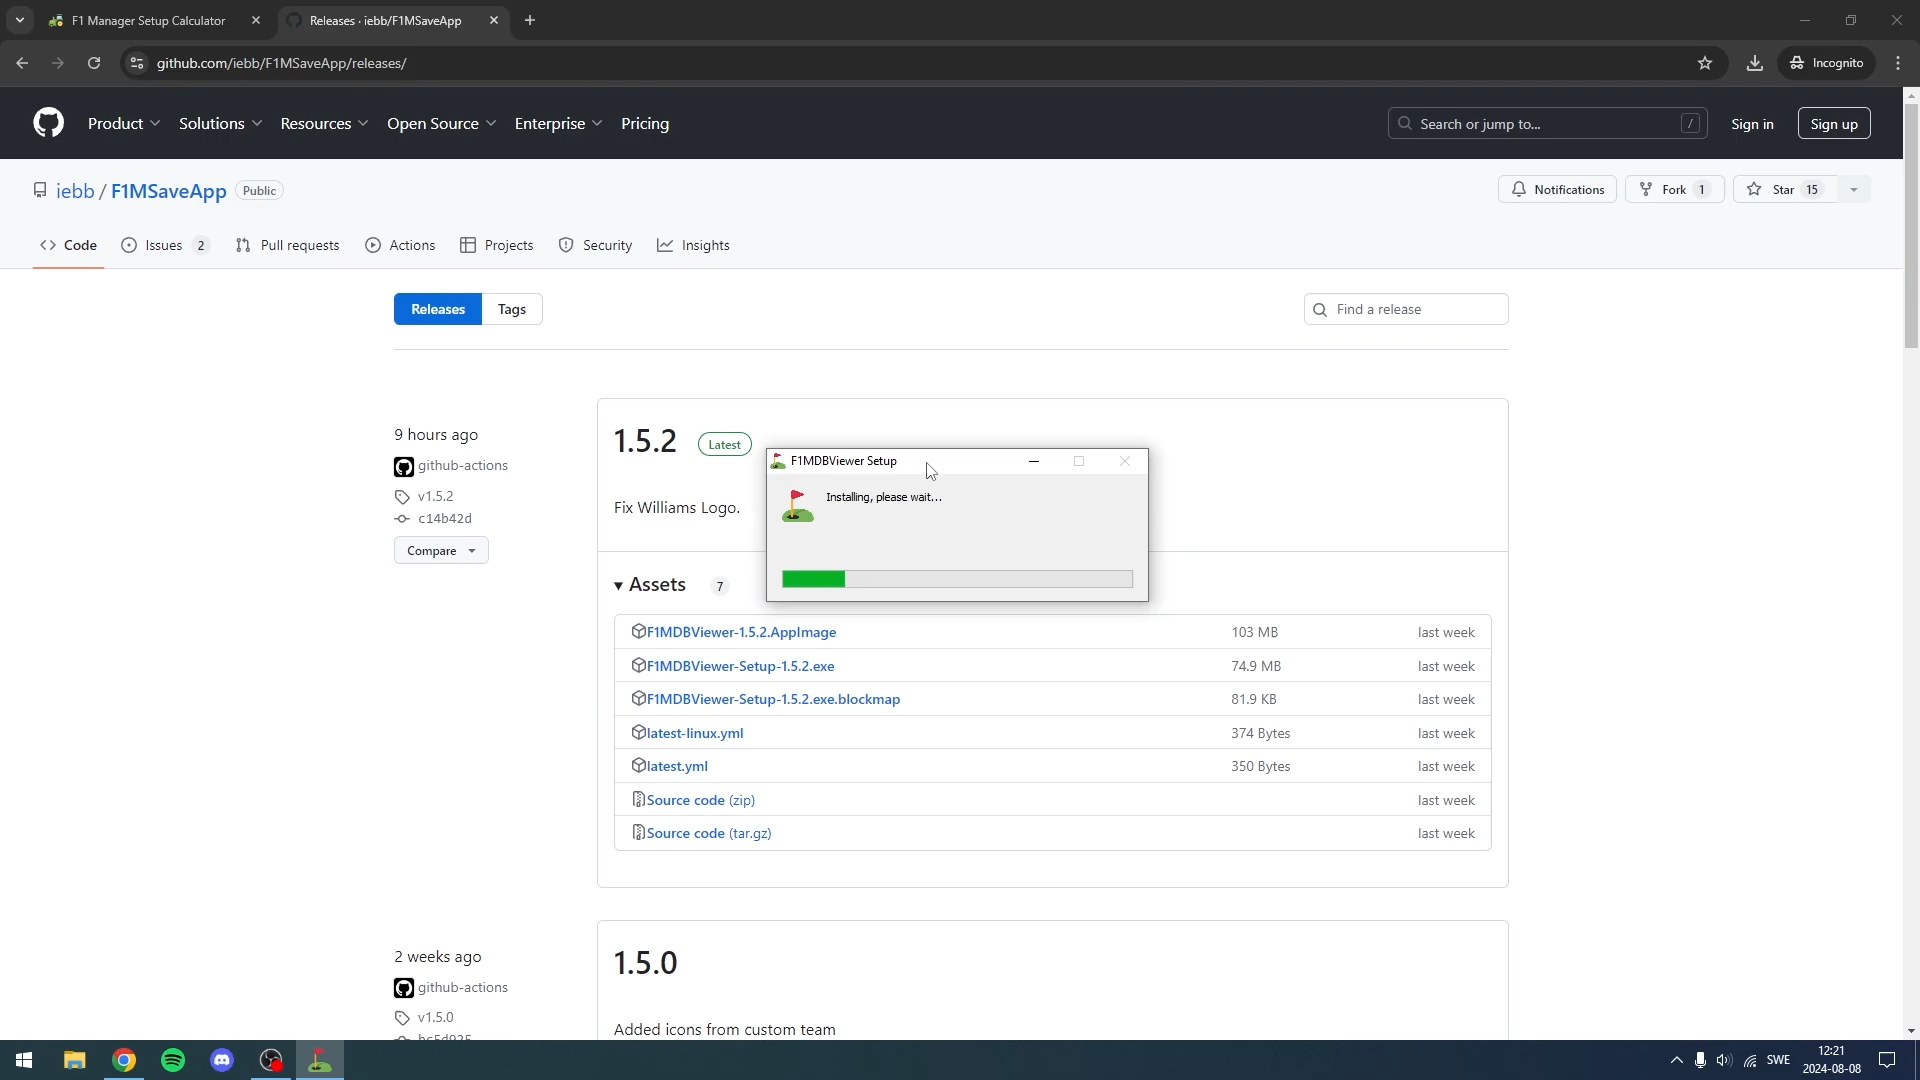 F1 Manager Setup Calculator
Releases · iebb/F1MSaveApp
github.com/iebb/F1MSaveApp/releases/
Incognito
Product
Solutions
Resources
Open Source
Enterprise
Pricing
Search or jump to...
/
Sign in
Sign up
iebb / F1MSaveApp
Public
Notifications
Fork 1
Star 15
Code
Issues 2
Pull requests
Actions
Projects
Security
Insights
Releases
Tags
Find a release
9 hours ago
github-actions
v1.5.2
c14b42d
Compare
1.5.2
Latest
Fix Williams Logo.
F1MDBViewer Setup
Installing, please wait...
Assets 7
F1MDBViewer-1.5.2.AppImage 103 MB last week
F1MDBViewer-Setup-1.5.2.exe 74.9 MB last week
F1MDBViewer-Setup-1.5.2.exe.blockmap 81.9 KB last week
latest-linux.yml 374 Bytes last week
latest.yml 350 Bytes last week
Source code (zip) last week
Source code (tar.gz) last week
2 weeks ago
github-actions
v1.5.0
1.5.0
Added icons from custom team
SWE
12:21
2024-08-08